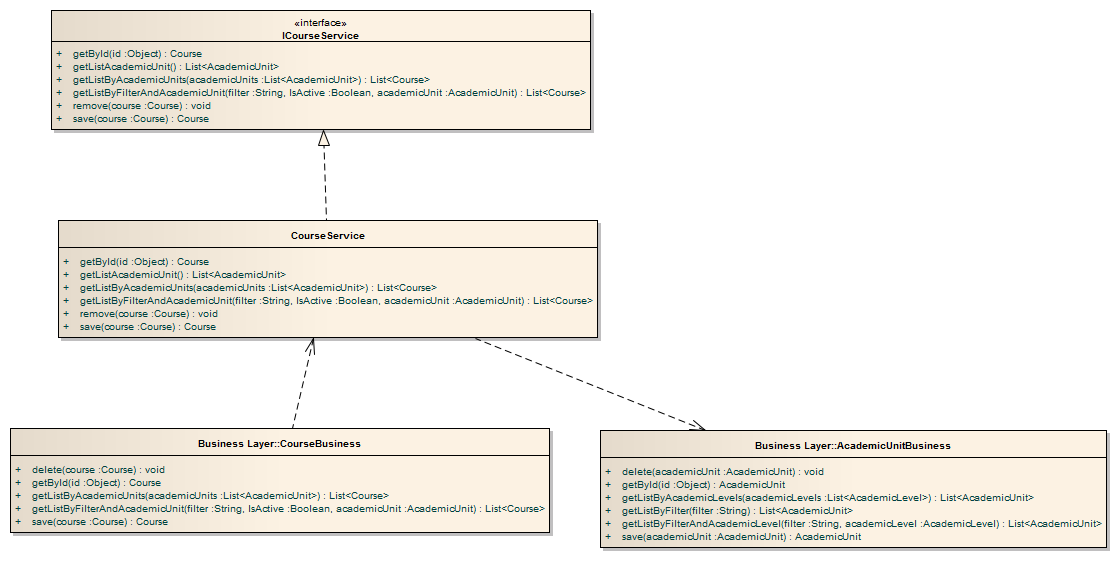 «interface»
ICourseService
+ getById(id :Object) : Course
+ getListAcademicUnit() : List<AcademicUnit>
+ getListByAcademicUnits(academicUnits :List<AcademicUnit>) : List<Course>
+ getListByFilterAndAcademicUnit(filter :String, IsActive :Boolean, academicUnit :AcademicUnit) : List<Course>
+ remove(course :Course) : void
+ save(course :Course) : Course
CourseService
+ getById(id :Object) : Course
+ getListAcademicUnit() : List<AcademicUnit>
+ getListByAcademicUnits(academicUnits :List<AcademicUnit>) : List<Course>
+ getListByFilterAndAcademicUnit(filter :String, IsActive :Boolean, academicUnit :AcademicUnit) : List<Course>
+ remove(course :Course) : void
+ save(course :Course) : Course
Business Layer::CourseBusiness
+ delete(course :Course) : void
+ getById(id :Object) : Course
+ getListByAcademicUnits(academicUnits :List<AcademicUnit>) : List<Course>
+ getListByFilterAndAcademicUnit(filter :String, IsActive :Boolean, academicUnit :AcademicUnit) : List<Course>
+ save(course :Course) : Course
Business Layer::AcademicUnitBusiness
+ delete(academicUnit :AcademicUnit) : void
+ getById(id :Object) : AcademicUnit
+ getListByAcademicLevels(academicLevels :List<AcademicLevel>) : List<AcademicUnit>
+ getListByFilter(filter :String) : List<AcademicUnit>
+ getListByFilterAndAcademicLevel(filter :String, academicLevel :AcademicLevel) : List<AcademicUnit>
+ save(academicUnit :AcademicUnit) : AcademicUnit